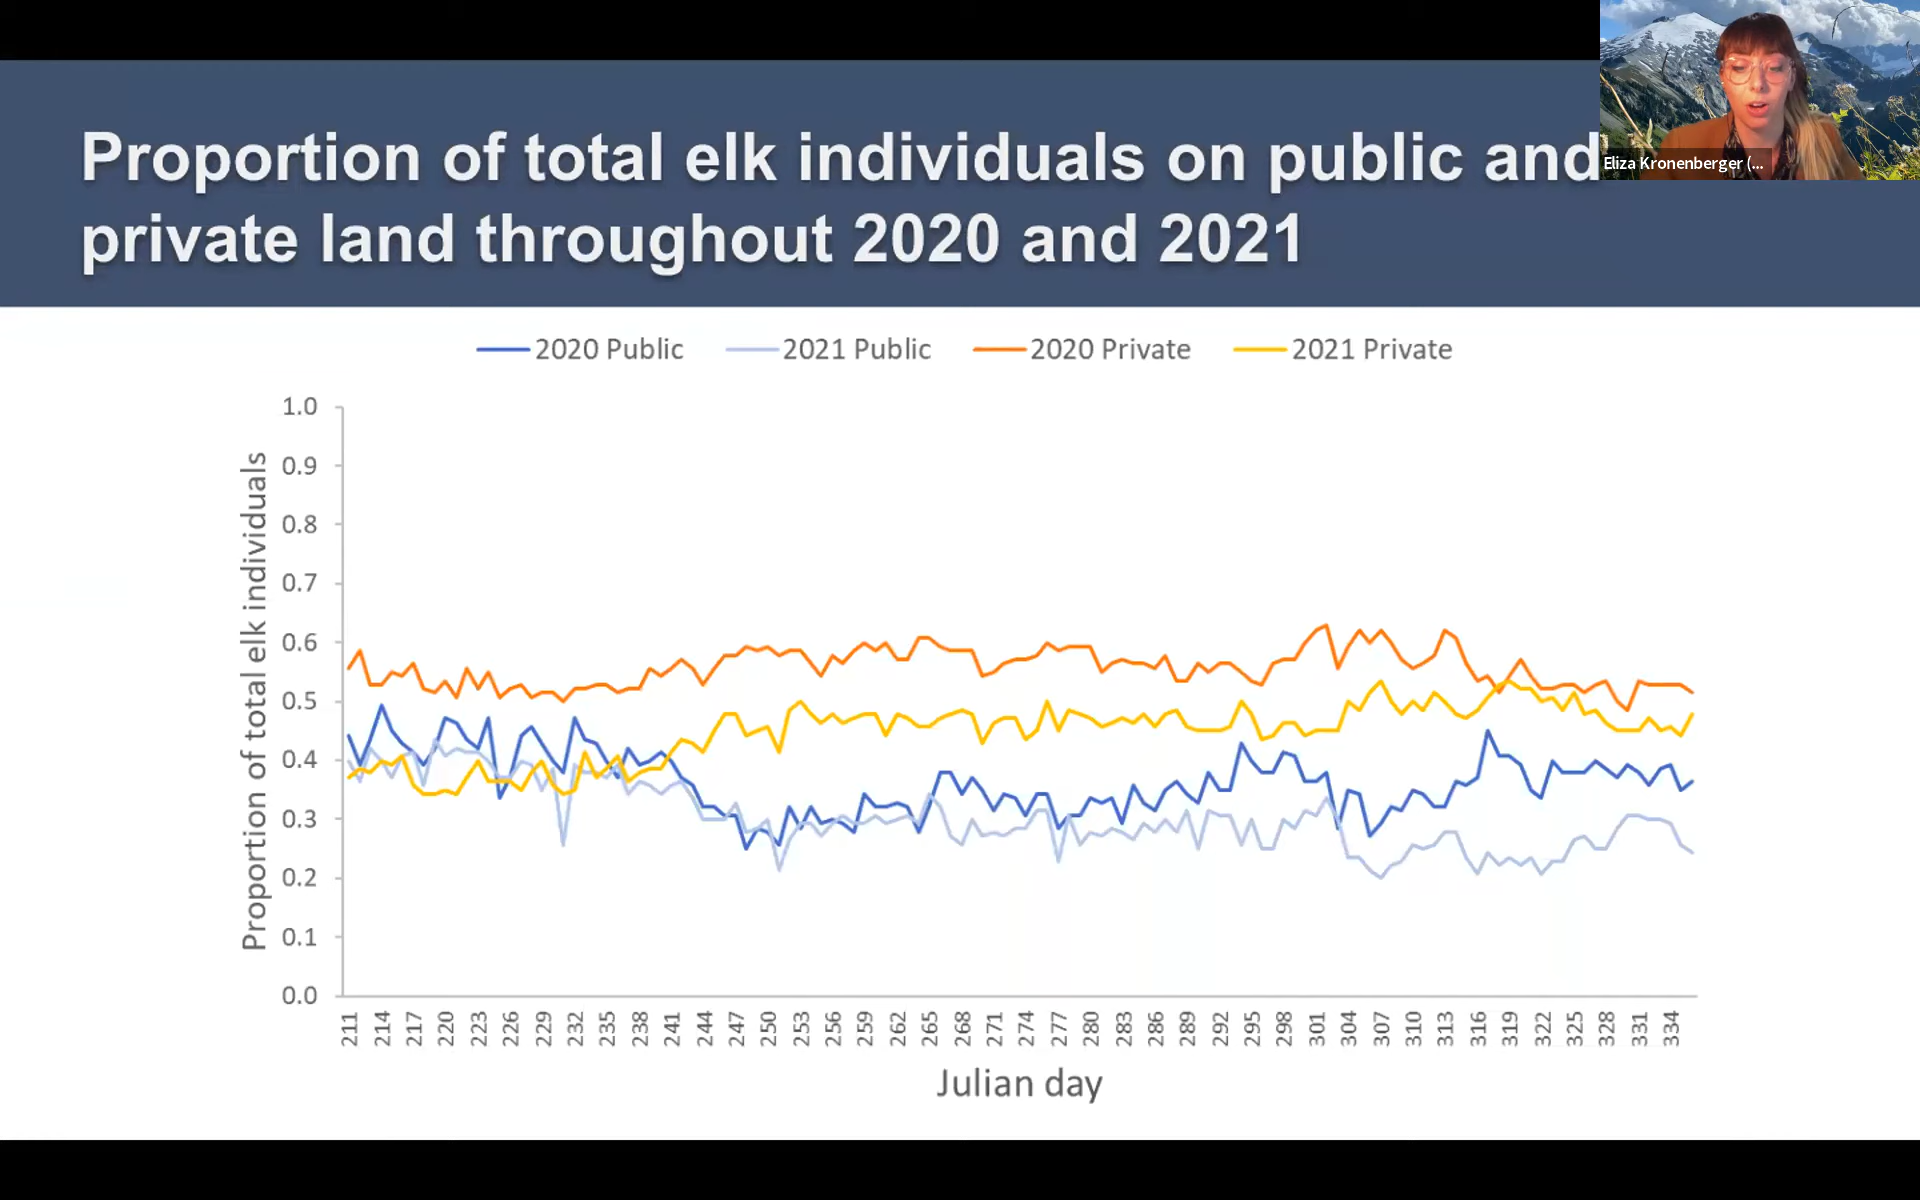 Proportion of total elk individuals on public and
private land throughout 2020 and 2021
Eliza Kronenberger (...
2020 Public 2021 Public 2020 Private 2021 Private
Proportion of total elk individuals
1.0
0.9
0.8
0.7
0.6
0.5
0.4
0.3
0.2
0.1
0.0
211 214 217 220 223 226 229 232 235 238 241 244 247 250 253 256 259 262 265 268 271 274 277 280 283 286 289 292 295 298 301 304 307 310 313 316 319 322 325 328 331 334
Julian day